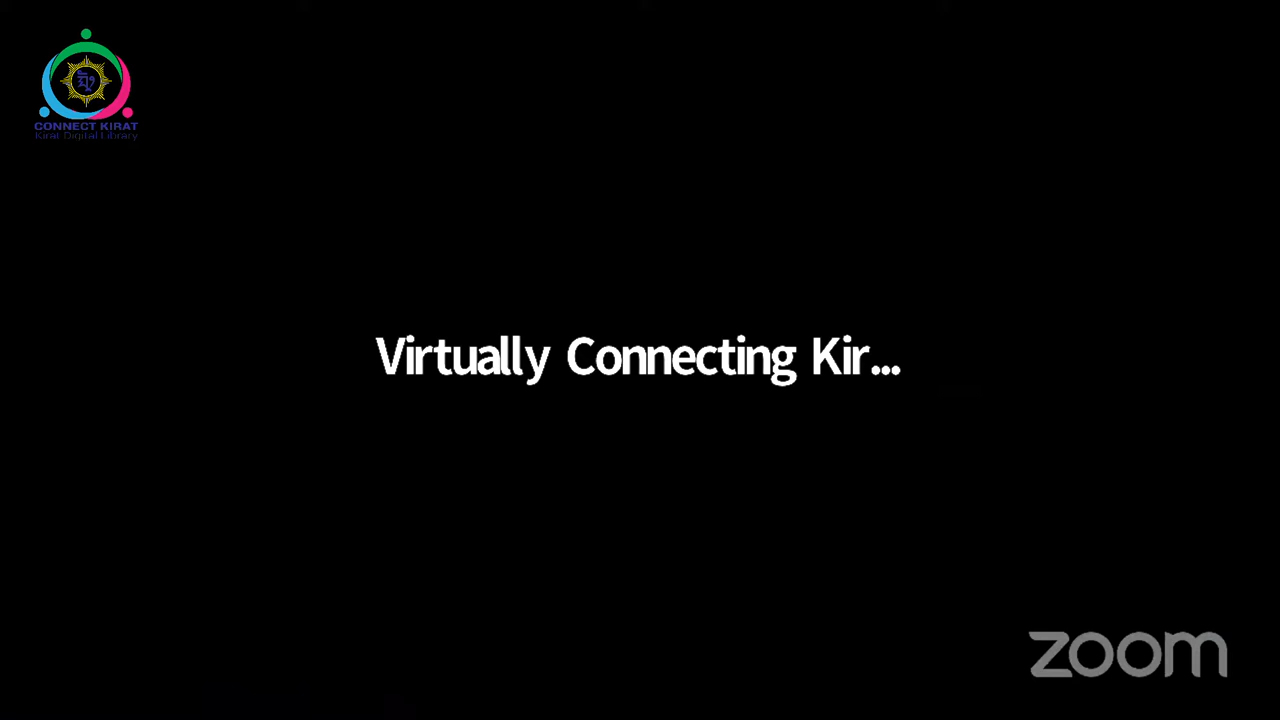 CONNECT KIRAT
Kirat Digital Library
Virtually Connecting Kir...
zoom